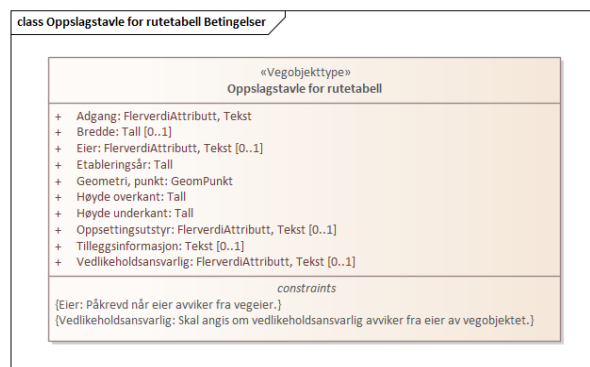 class Oppslagstavle for rutetabell Betingelser
«Vegobjekttype»
Oppslagstavle for rutetabell
+ Adgang: FlerverdiAttributt, Tekst
+ Bredde: Tall [0..1]
+ Eier: FlerverdiAttributt, Tekst [0..1]
+ Etableringsår: Tall
+ Geometri, punkt: GeomPunkt
+ Høyde overkant: Tall
+ Høyde underkant: Tall
+ Oppsettingsutstyr: FlerverdiAttributt, Tekst [0..1]
+ Tilleggsinformasjon: Tekst [0..1]
+ Vedlikeholdsansvarlig: FlerverdiAttributt, Tekst [0..1]
constraints
{Eier: Påkrevd når eier avviker fra vegeier.}
{Vedlikeholdsansvarlig: Skal angis om vedlikeholdsansvarlig avviker fra eier av vegobjektet.}